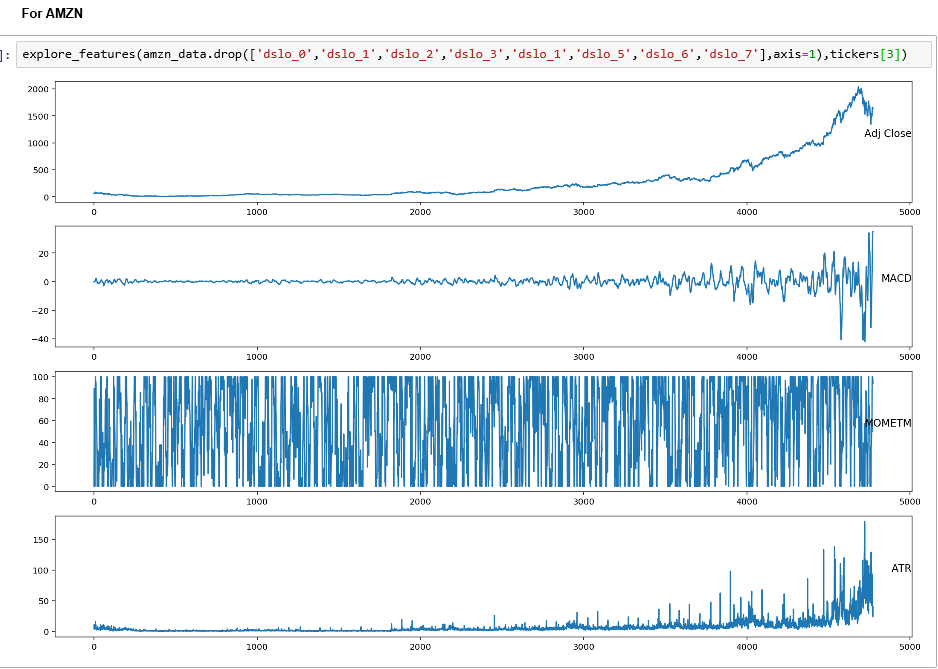 For AMZN
]: explore_features(amzn_data.drop(['dslo_0','dslo_1','dslo_2','dslo_3','dslo_1','dslo_5','dslo_6','dslo_7'],axis=1),tickers[3])
2000
1500
1000
500
0
Adj Close
0 1000 2000 3000 4000 5000
20
0
−20
−40
MACD
0 1000 2000 3000 4000 5000
100
80
60
40
20
0
MOMETM
0 1000 2000 3000 4000 5000
150
100
50
0
ATR
0 1000 2000 3000 4000 5000